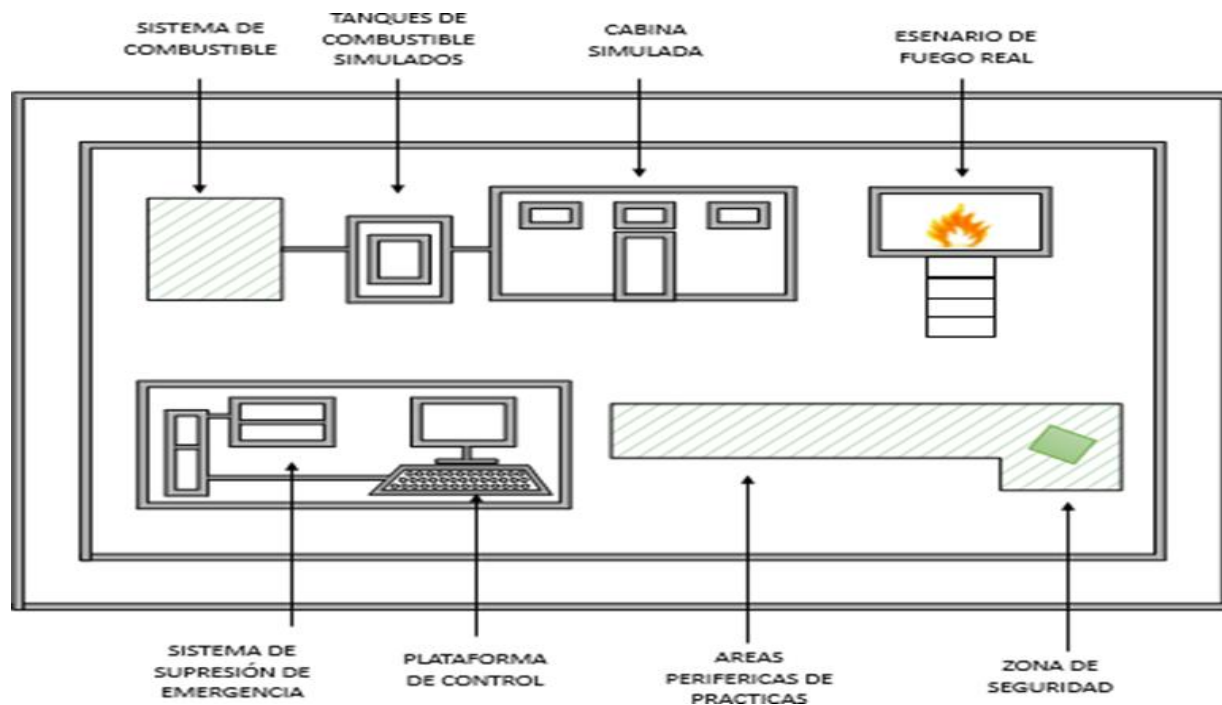 SISTEMA DE
COMBUSTIBLE
TANQUES DE
COMBUSTIBLE
SIMULADOS
CABINA
SIMULADA
ESENARIO DE
FUEGO REAL
SISTEMA DE
SUPRESIÓN DE
EMERGENCIA
PLATAFORMA
DE CONTROL
AREAS
PERIFERICAS DE
PRACTICAS
ZONA DE
SEGURIDAD